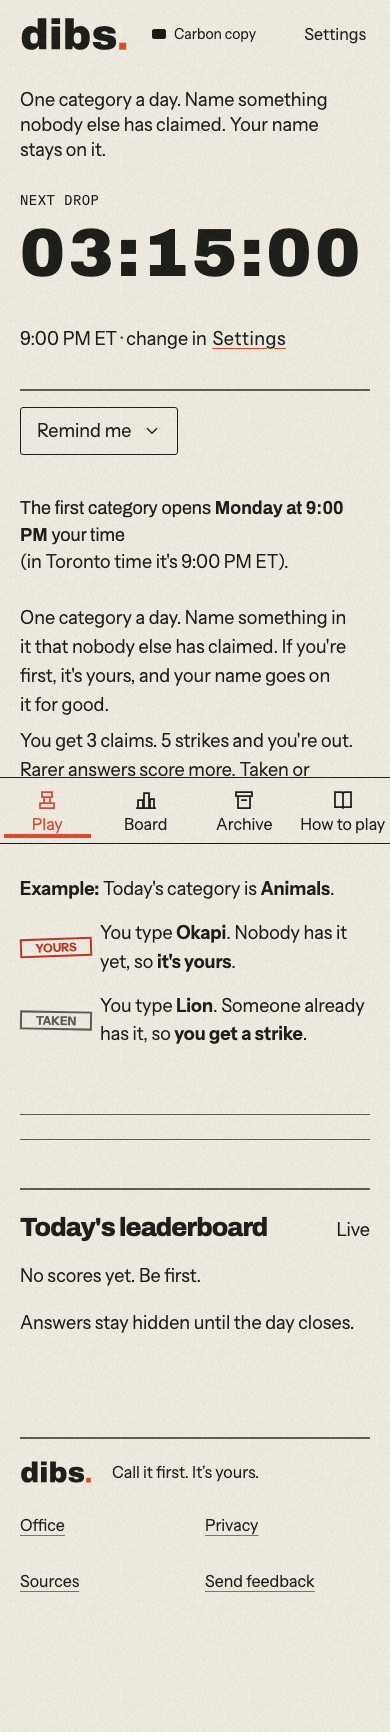 dibs.
Carbon copy
Settings
One category a day. Name something
nobody else has claimed. Your name
stays on it.
NEXT DROP
03:15:00
9:00 PM ET · change in Settings
Remind me
The first category opens Monday at 9:00
PM your time
(in Toronto time it's 9:00 PM ET).
One category a day. Name something in
it that nobody else has claimed. If you're
first, it's yours, and your name goes on
it for good.
You get 3 claims. 5 strikes and you're out.
Rarer answers score more. Taken or
Play
Board
Archive
How to play
Example: Today's category is Animals.
YOURS
You type Okapi. Nobody has it
yet, so it's yours.
TAKEN
You type Lion. Someone already
has it, so you get a strike.
Today's leaderboard
Live
No scores yet. Be first.
Answers stay hidden until the day closes.
dibs.
Call it first. It's yours.
Office
Privacy
Sources
Send feedback